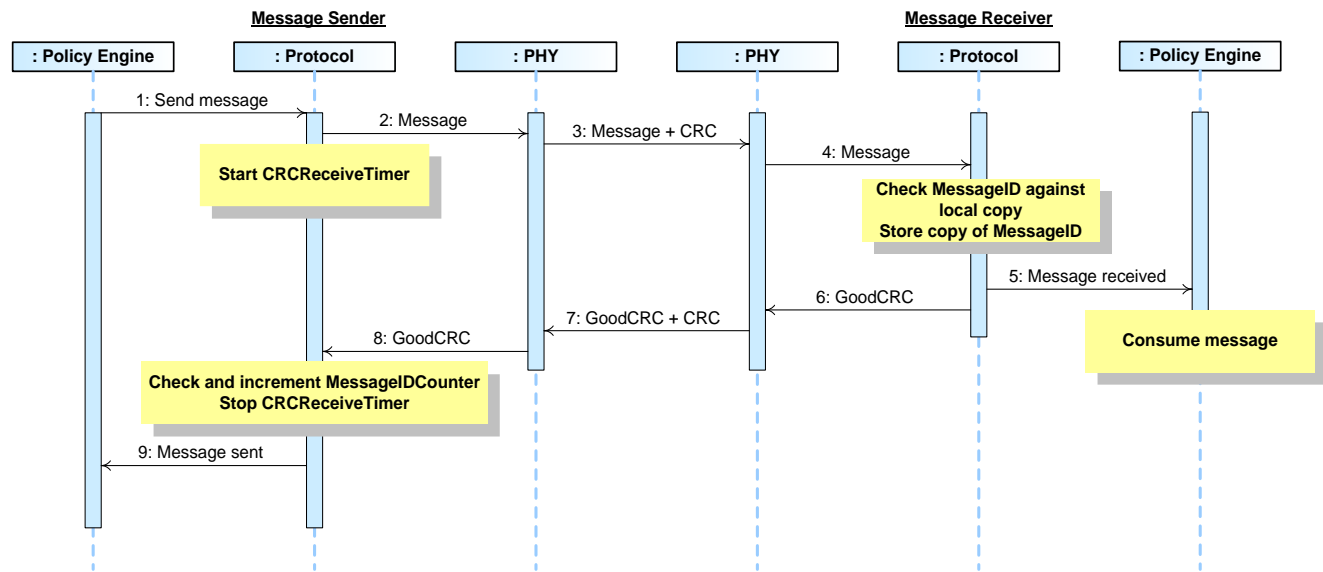 Message Sender
Message Receiver
: Policy Engine
: Protocol
: PHY
: PHY
: Protocol
: Policy Engine
1: Send message
2: Message
3: Message + CRC
4: Message
Start CRCReceiveTimer
Check MessageID against
local copy
Store copy of MessageID
5: Message received
6: GoodCRC
7: GoodCRC + CRC
8: GoodCRC
Consume message
Check and increment MessageIDCounter
Stop CRCReceiveTimer
9: Message sent